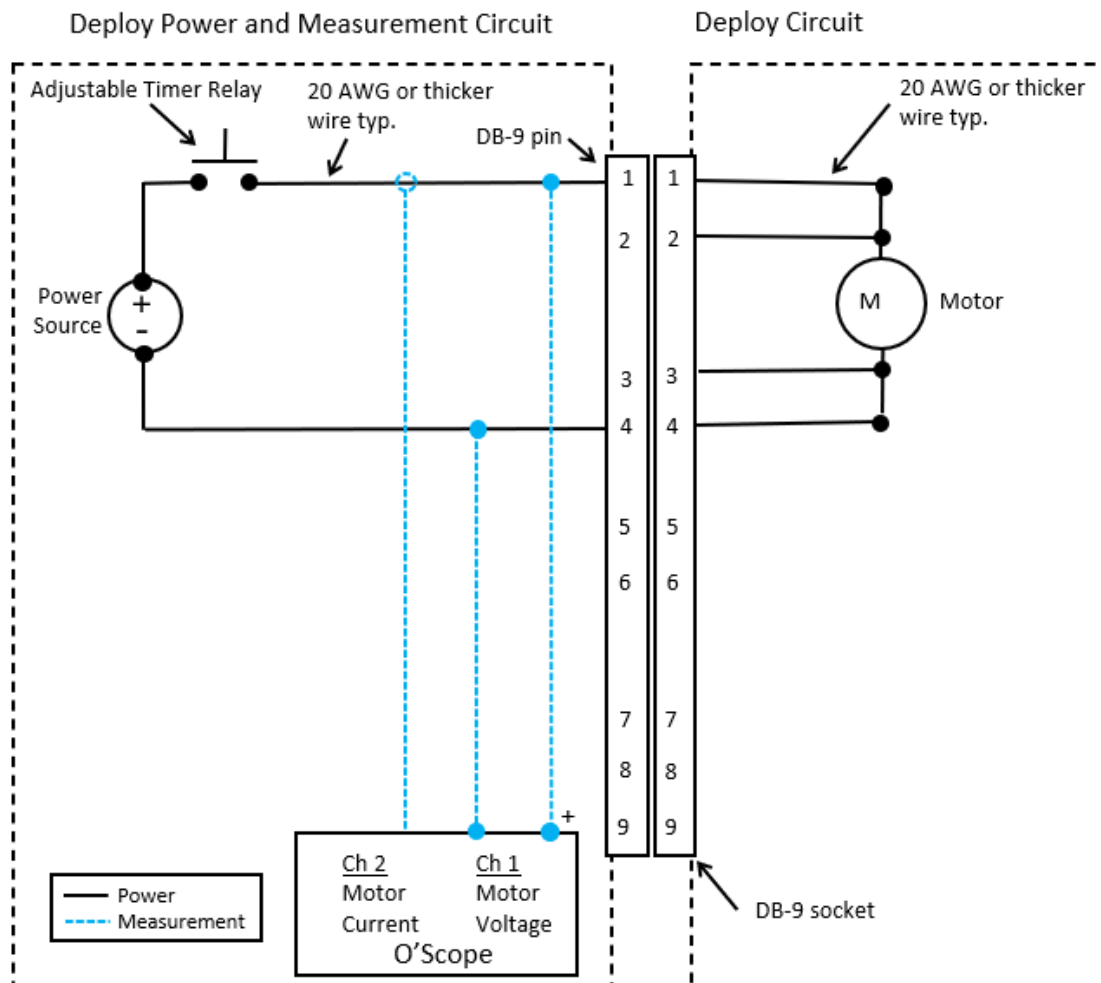 Deploy Power and Measurement Circuit
Deploy Circuit
Adjustable Timer Relay
20 AWG or thicker
wire typ.
DB-9 pin
20 AWG or thicker
wire typ.
1
2
3
4
5
6
7
8
9
1
2
3
4
5
6
7
8
9
Power
Source
+
-
M
Motor
+
Ch 2
Motor
Current
Ch 1
Motor
Voltage
O'Scope
Power
Measurement
DB-9 socket